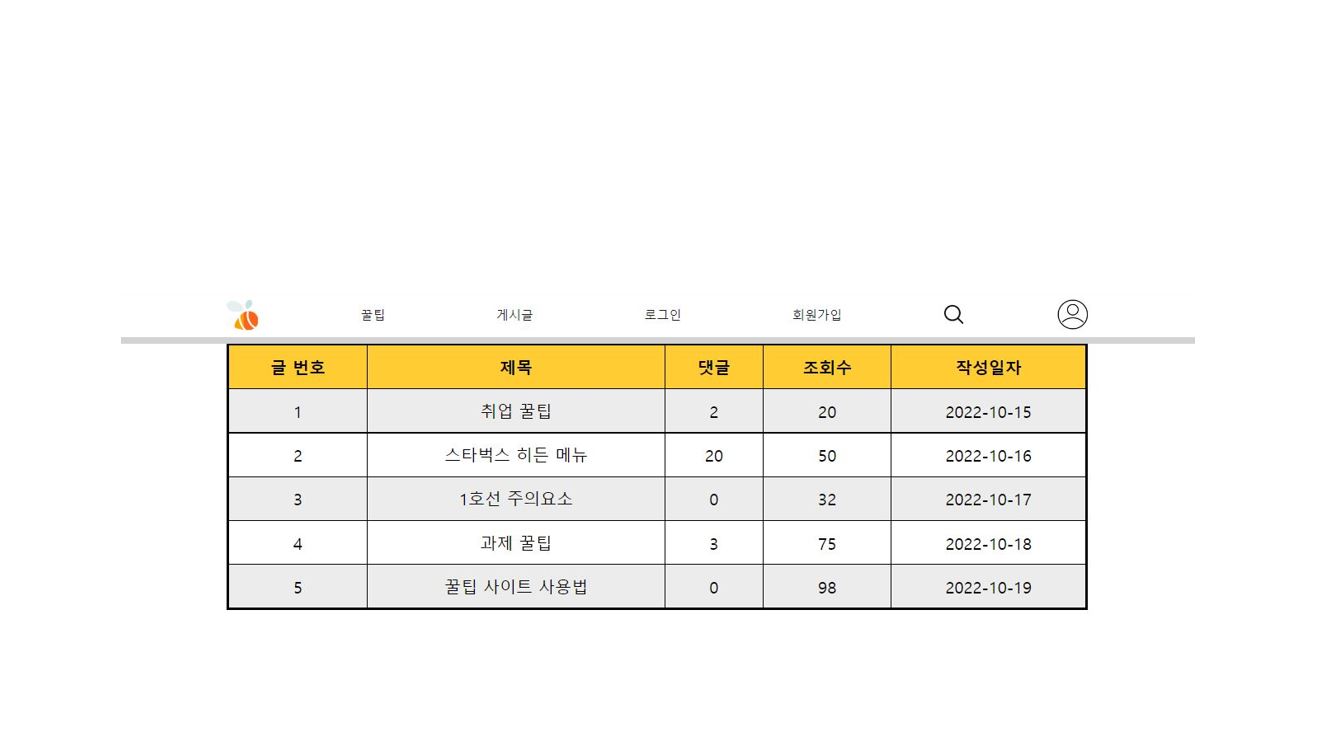 꿀팁 게시글 로그인 회원가입
글 번호 제목 댓글 조회수 작성일자
1 취업 꿀팁 2 20 2022-10-15
2 스타벅스 히든 메뉴 20 50 2022-10-16
3 1호선 주의요소 0 32 2022-10-17
4 과제 꿀팁 3 75 2022-10-18
5 꿀팁 사이트 사용법 0 98 2022-10-19